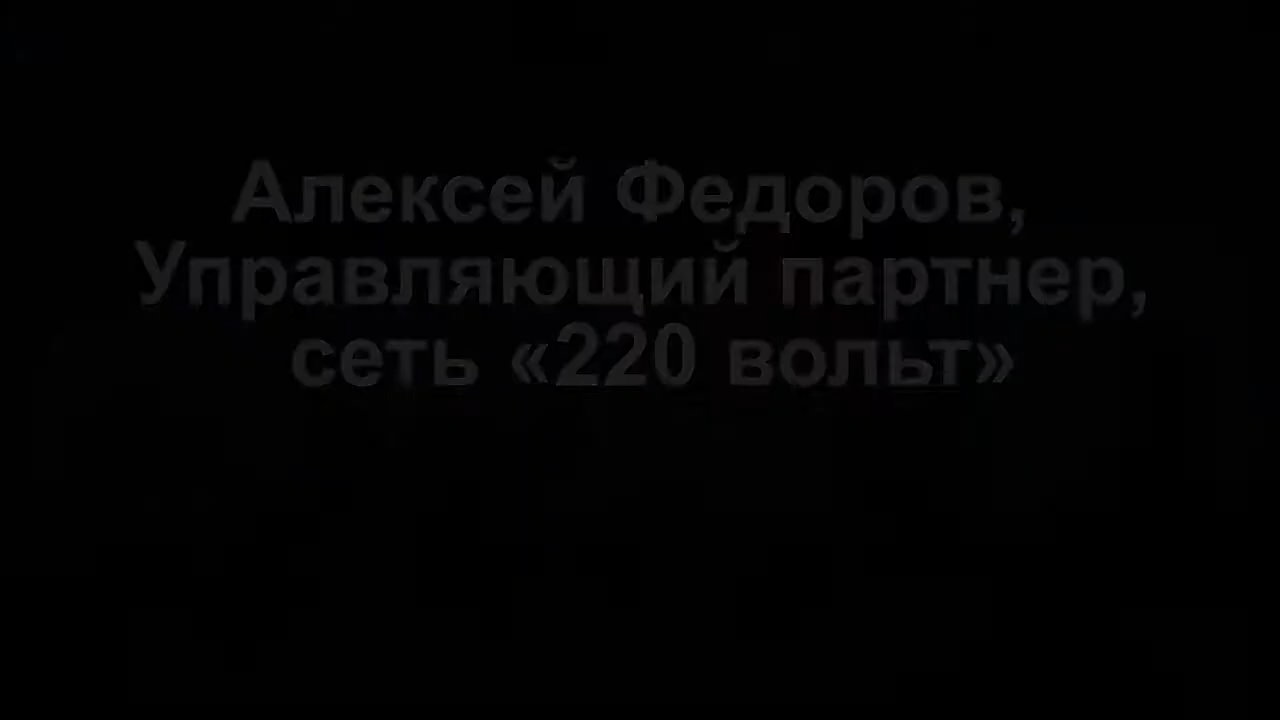 Алексей Федоров,
Управляющий партнер,
сеть «220 вольт»